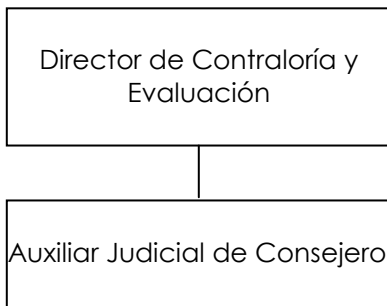 Director de Contraloría y
Evaluación
Auxiliar Judicial de Consejero